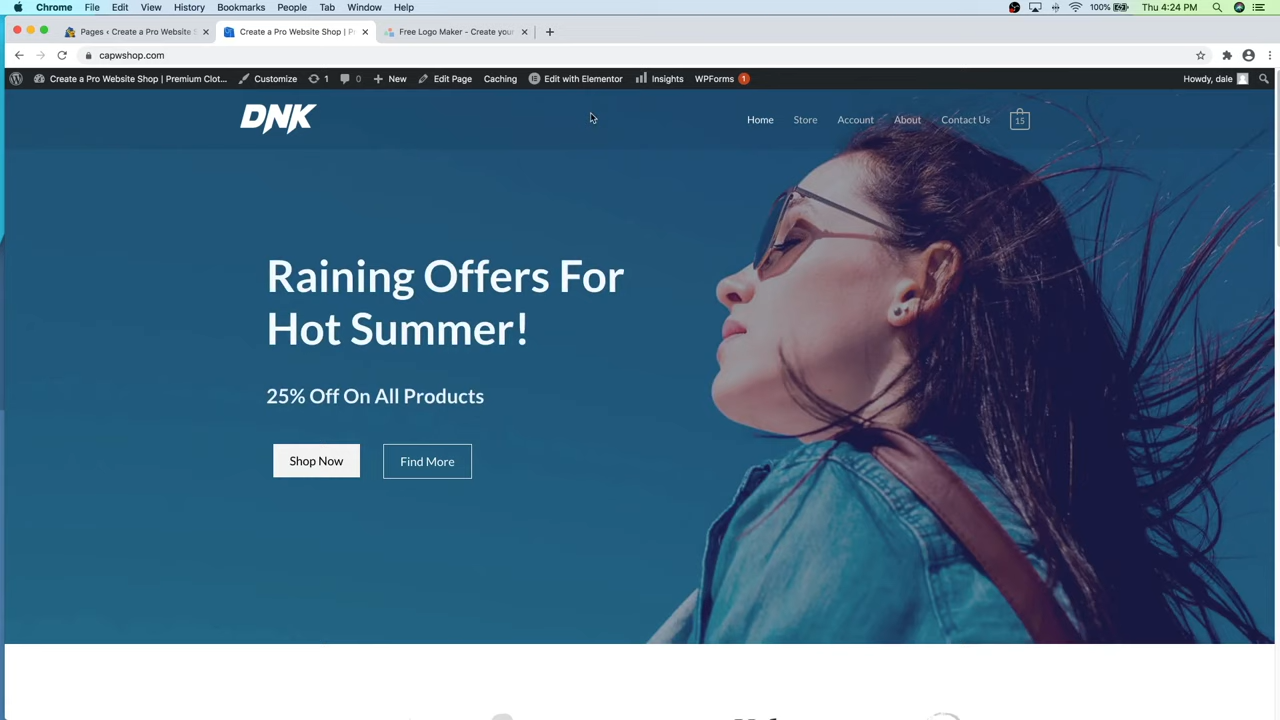 Chrome File Edit View History Bookmarks People Tab Window Help 100% Thu 4:24 PM
Pages ‹ Create a Pro Website S
Create a Pro Website Shop | Pr
Free Logo Maker - Create your
capwshop.com
Create a Pro Website Shop | Premium Clot... Customize 1 0 New Edit Page Caching Edit with Elementor Insights WPForms 1 Howdy, dale
DNK
Home Store Account About Contact Us 15
Raining Offers For
Hot Summer!
25% Off On All Products
Shop Now Find More